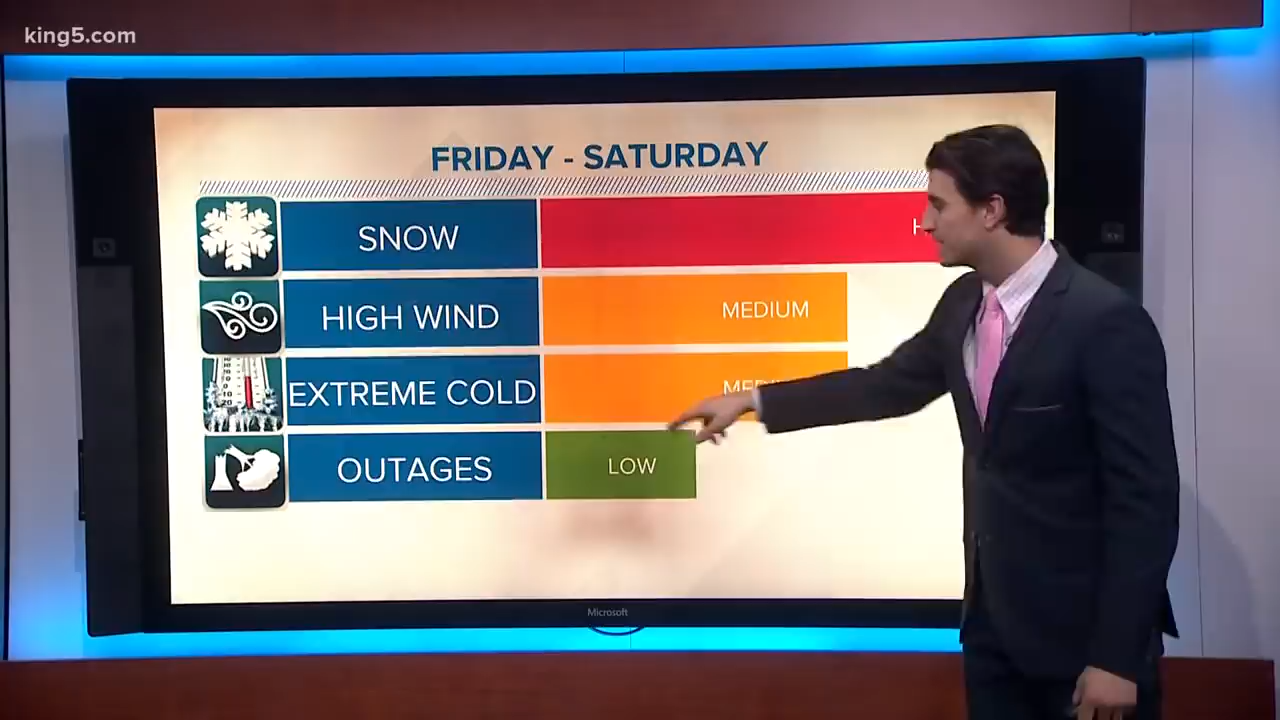 king5.com
FRIDAY - SATURDAY
SNOW
HIGH WIND
MEDIUM
EXTREME COLD
OUTAGES
LOW
Microsoft